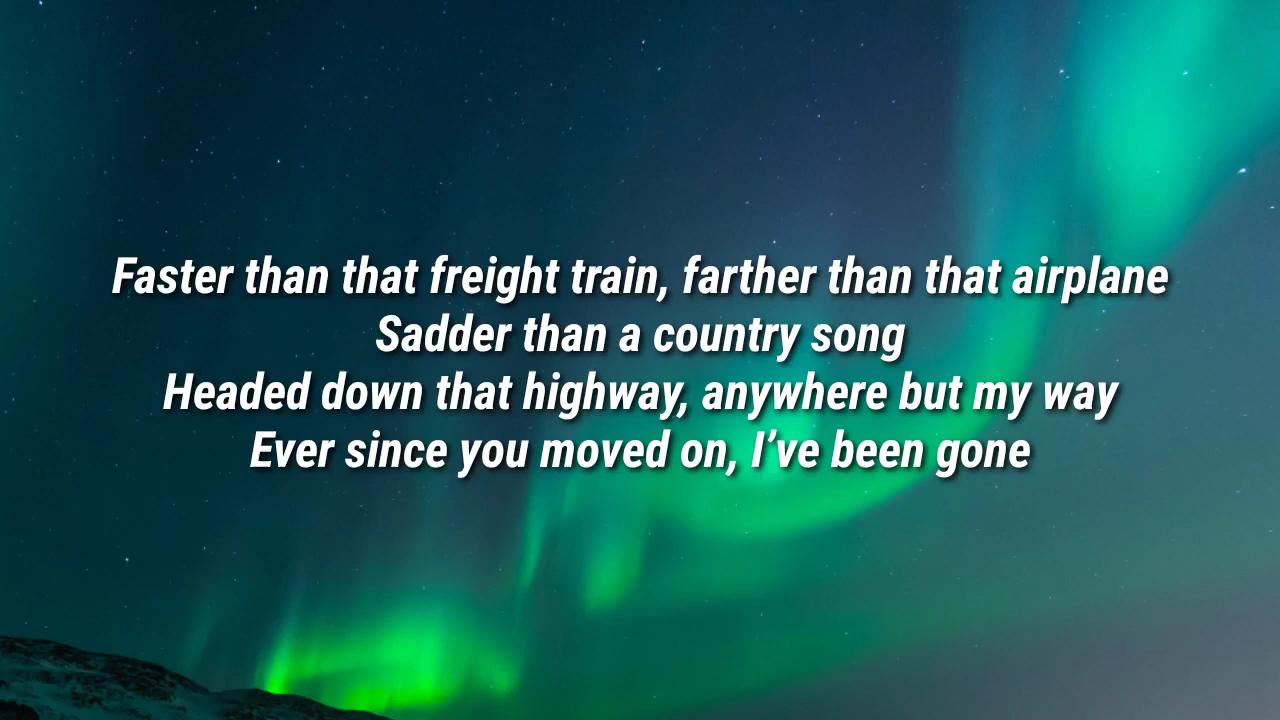 Faster than that freight train, farther than that airplane
Sadder than a country song
Headed down that highway, anywhere but my way
Ever since you moved on, I’ve been gone